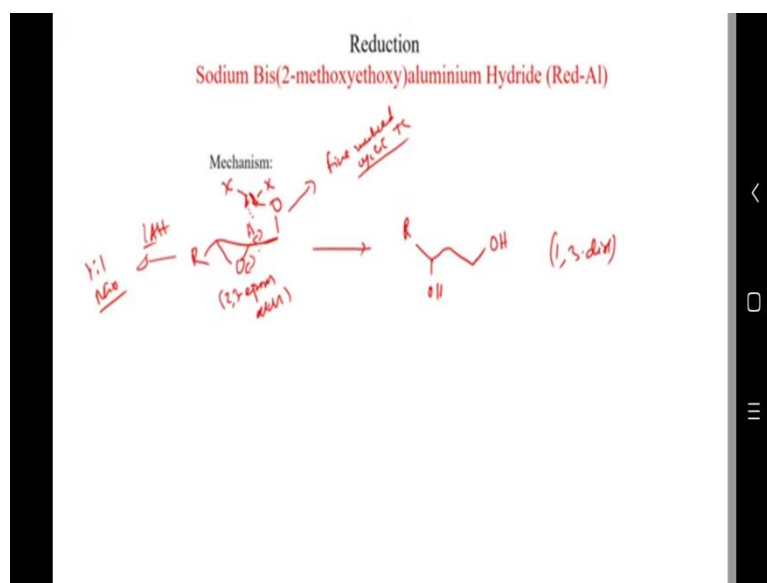 Reduction
Sodium Bis(2-methoxyethoxy)aluminium Hydride (Red-Al)
five membered cyclic TS
Mechanism:
X X
O
LAH
1:1 ratio
R
O
(2,3-epoxy
R
OH
(1,3-diol)
OH